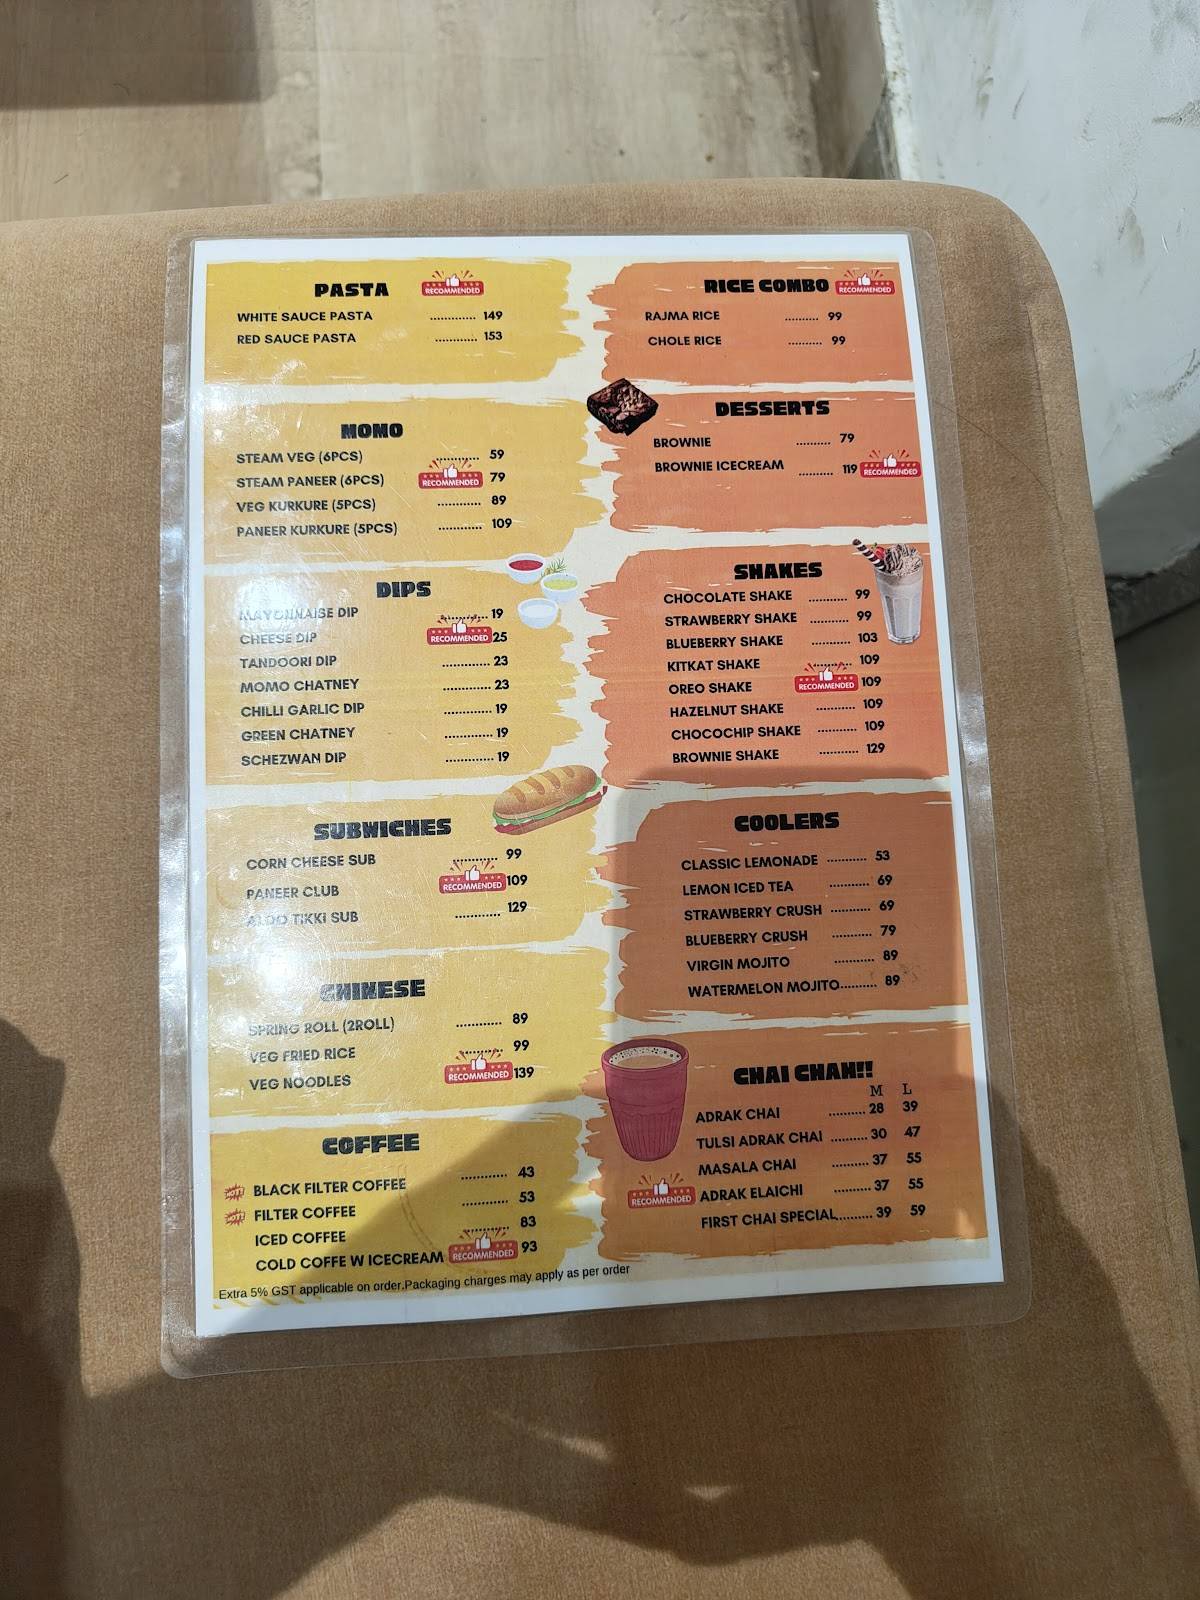 PASTA RECOMMENDED
WHITE SAUCE PASTA ............ 149
RED SAUCE PASTA ............ 153
MOMO
STEAM VEG (6PCS) ............ 59
STEAM PANEER (6PCS) RECOMMENDED 79
VEG KURKURE (5PCS) ............ 89
PANEER KURKURE (5PCS) ............ 109
DIPS
MAYONNAISE DIP ............ 19
CHEESE DIP RECOMMENDED 25
TANDOORI DIP ............ 23
MOMO CHATNEY ............ 23
CHILLI GARLIC DIP ............ 19
GREEN CHATNEY ............ 19
SCHEZWAN DIP ............ 19
SUBWICHES
CORN CHEESE SUB ............ 99
PANEER CLUB RECOMMENDED 109
ALOO TIKKI SUB ............ 129
CHINESE
SPRING ROLL (2ROLL) ............ 89
VEG FRIED RICE ............ 99
VEG NOODLES RECOMMENDED 139
COFFEE
HOT! BLACK FILTER COFFEE ............ 43
HOT! FILTER COFFEE ............ 53
ICED COFFEE ............ 83
COLD COFFE W ICECREAM RECOMMENDED 93
Extra 5% GST applicable on order.Packaging charges may apply as per order
RICE COMBO RECOMMENDED
RAJMA RICE .......... 99
CHOLE RICE .......... 99
DESSERTS
BROWNIE .......... 79
BROWNIE ICECREAM .......... 119 RECOMMENDED
SHAKES
CHOCOLATE SHAKE .......... 99
STRAWBERRY SHAKE .......... 99
BLUEBERRY SHAKE .......... 103
KITKAT SHAKE .......... 109
OREO SHAKE RECOMMENDED 109
HAZELNUT SHAKE .......... 109
CHOCOCHIP SHAKE .......... 109
BROWNIE SHAKE .......... 129
COOLERS
CLASSIC LEMONADE .......... 53
LEMON ICED TEA .......... 69
STRAWBERRY CRUSH .......... 69
BLUEBERRY CRUSH .......... 79
VIRGIN MOJITO .......... 89
WATERMELON MOJITO.......... 89
CHAI CHAH!!
M L
ADRAK CHAI .......... 28 39
TULSI ADRAK CHAI .......... 30 47
MASALA CHAI .......... 37 55
RECOMMENDED ADRAK ELAICHI .......... 37 55
FIRST CHAI SPECIAL.......... 39 59